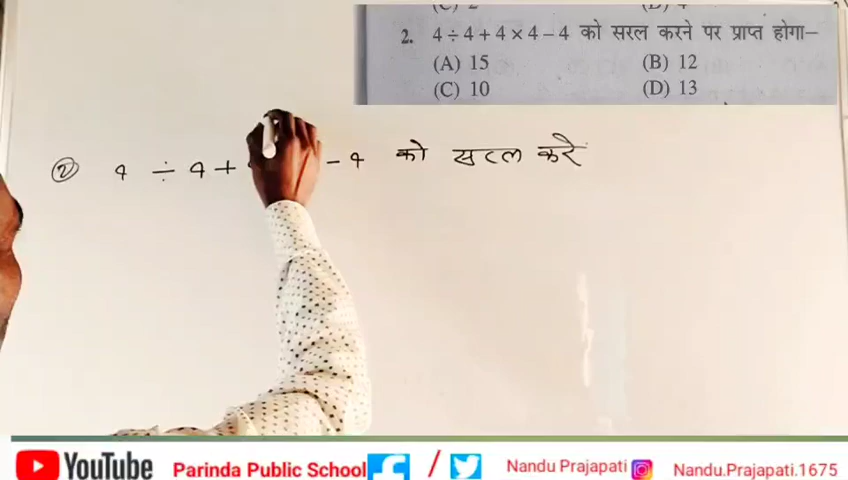 2. 4 ÷ 4 + 4 × 4 – 4 को सरल करने पर प्राप्त होगा–
(A) 15 (B) 12
(C) 10 (D) 13
② 4 ÷ 4 + - 4 को सरल करे
YouTube Parinda Public School f / Nandu Prajapati Nandu.Prajapati.1675